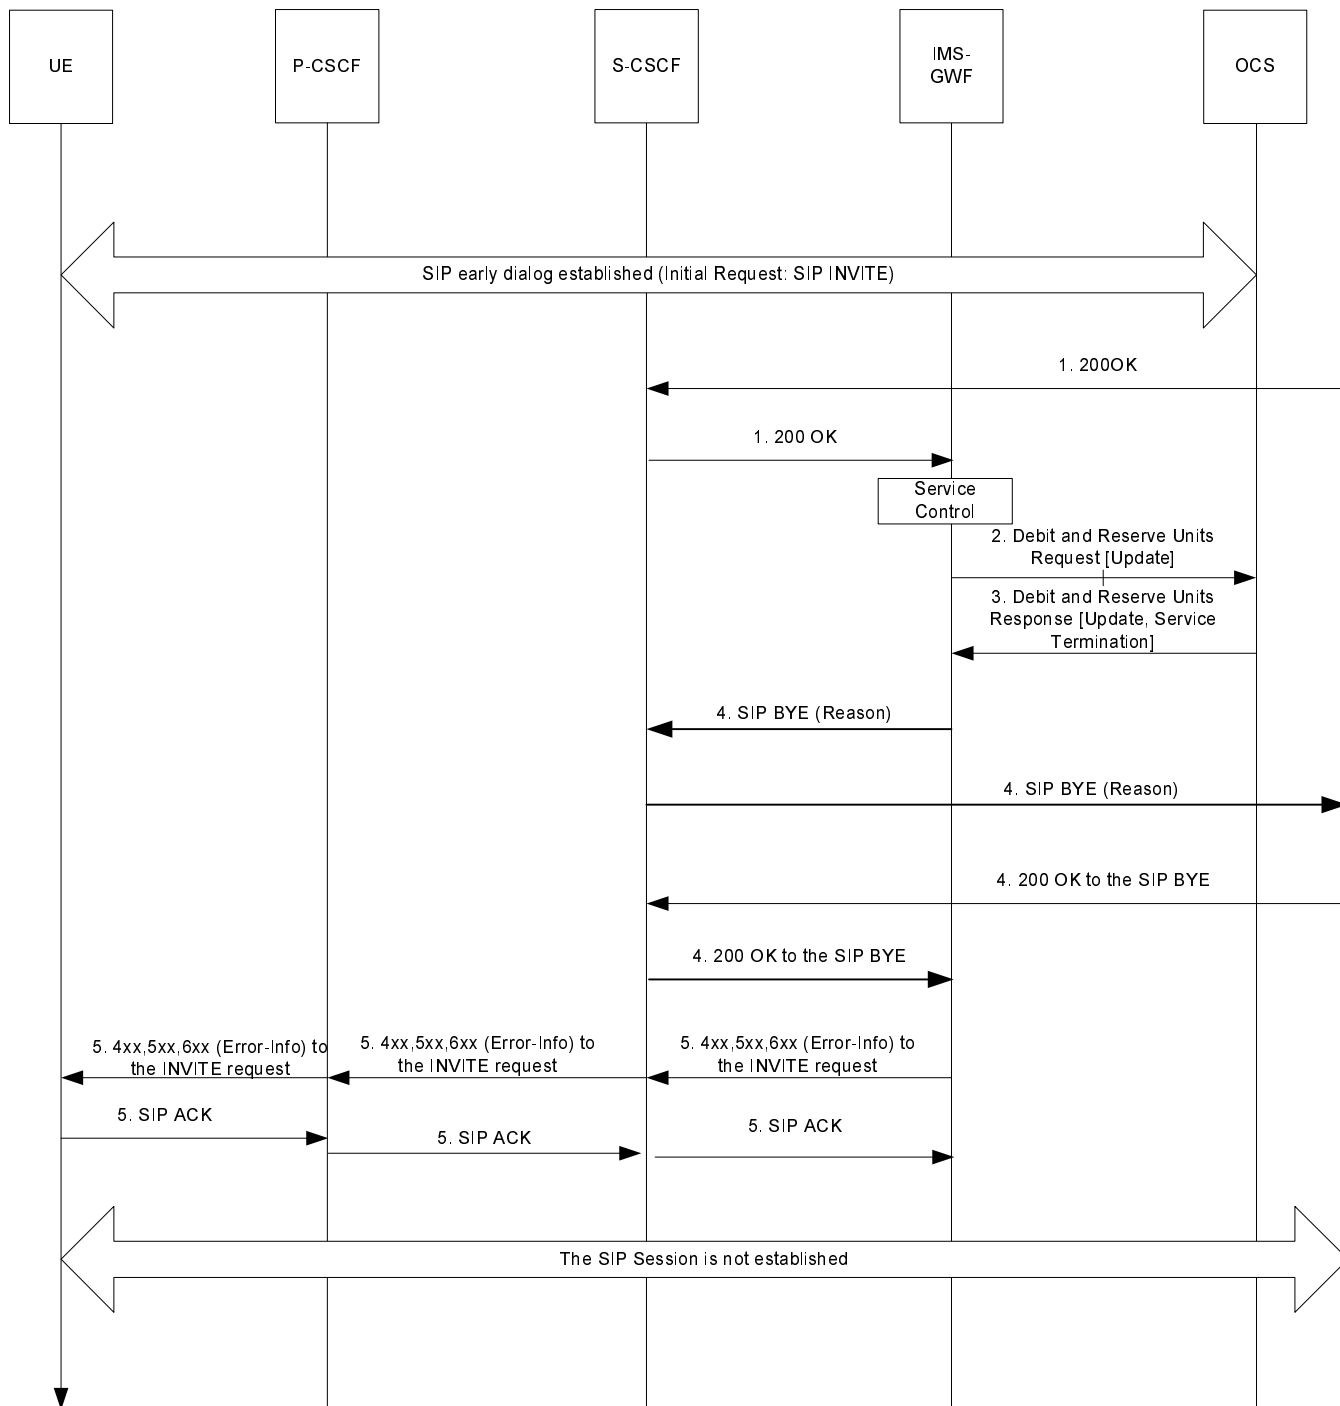 UE
P-CSCF
S-CSCF
IMS-
GWF
OCS
SIP early dialog established (Initial Request: SIP INVITE)
1. 200OK
1. 200 OK
Service
Control
2. Debit and Reserve Units
Request [Update]
3. Debit and Reserve Units
Response [Update, Service
Termination]
4. SIP BYE (Reason)
4. SIP BYE (Reason)
4. 200 OK to the SIP BYE
4. 200 OK to the SIP BYE
5. 4xx,5xx,6xx (Error-Info) to
the INVITE request
5. 4xx,5xx,6xx (Error-Info) to
the INVITE request
5. 4xx,5xx,6xx (Error-Info) to
the INVITE request
5. SIP ACK
5. SIP ACK
5. SIP ACK
The SIP Session is not established